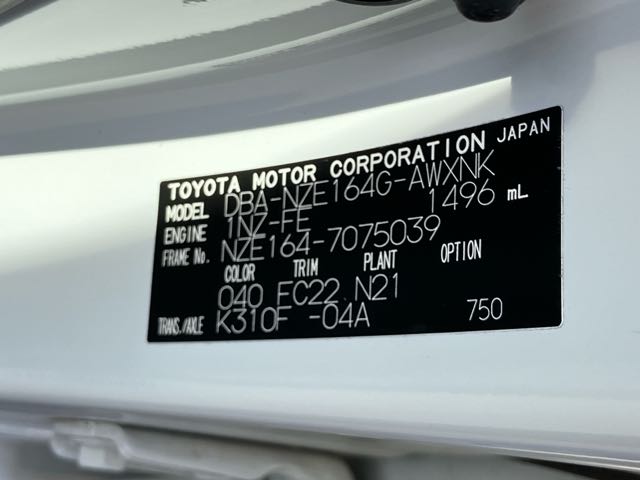 TOYOTA MOTOR CORPORATION JAPAN
MODEL DBA-NZE164G-AWXNK
ENGINE 1NZ-FE 1496 mL
FRAME No. NZE164-7075039
COLOR TRIM PLANT OPTION
040 FC22 N21
TRANS./AXLE K310F -04A 750